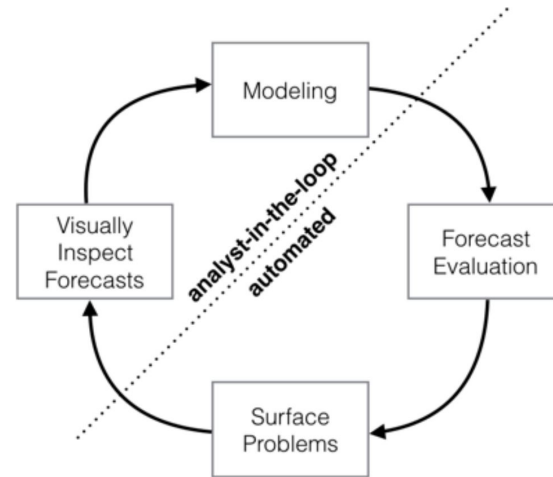 Modeling
analyst-in-the-loop
automated
Visually
Inspect
Forecasts
Forecast
Evaluation
Surface
Problems